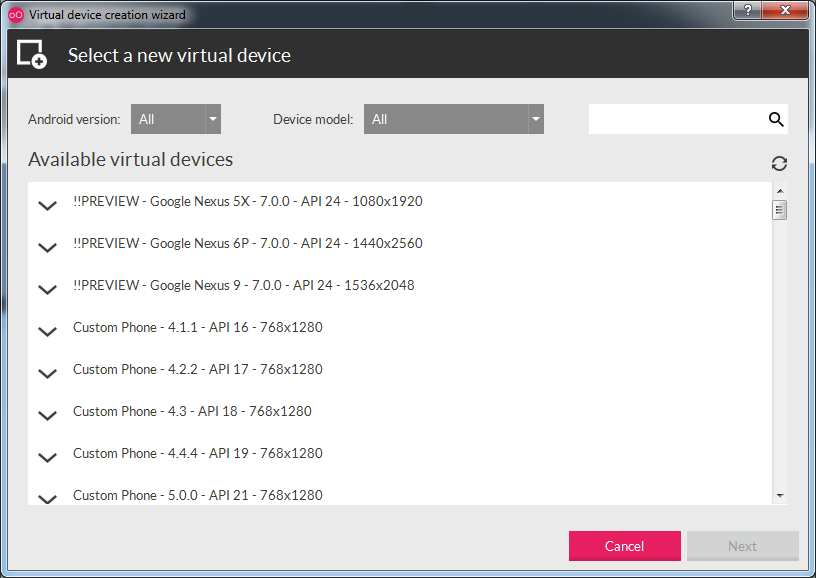 Virtual device creation wizard
Select a new virtual device
Android version: All Device model: All
Available virtual devices
!!PREVIEW - Google Nexus 5X - 7.0.0 - API 24 - 1080x1920
!!PREVIEW - Google Nexus 6P - 7.0.0 - API 24 - 1440x2560
!!PREVIEW - Google Nexus 9 - 7.0.0 - API 24 - 1536x2048
Custom Phone - 4.1.1 - API 16 - 768x1280
Custom Phone - 4.2.2 - API 17 - 768x1280
Custom Phone - 4.3 - API 18 - 768x1280
Custom Phone - 4.4.4 - API 19 - 768x1280
Custom Phone - 5.0.0 - API 21 - 768x1280
Cancel Next